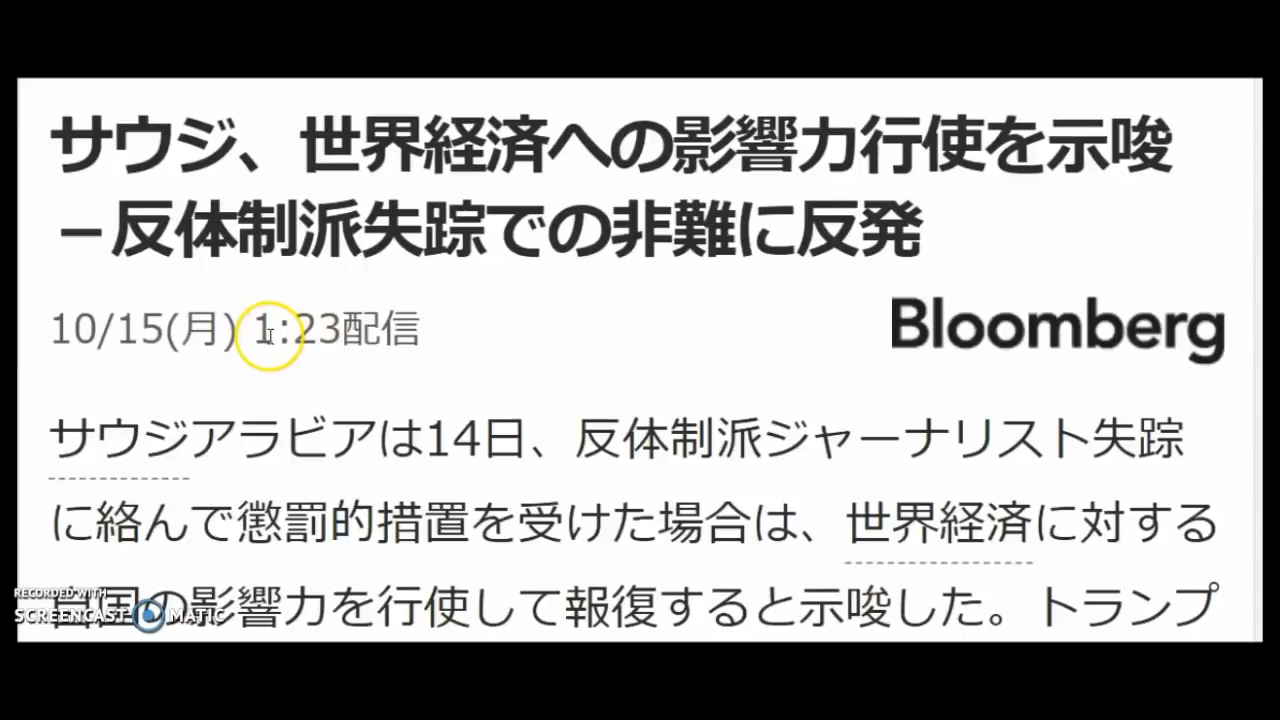 サウジ、世界経済への影響力行使を示唆
－反体制派失踪での非難に反発
10/15(月) 1:23配信
Bloomberg
サウジアラビアは14日、反体制派ジャーナリスト失踪
に絡んで懲罰的措置を受けた場合は、世界経済に対する
自国の影響力を行使して報復すると示唆した。トランプ
RECORDED WITH
SCREENCAST-O-MATIC